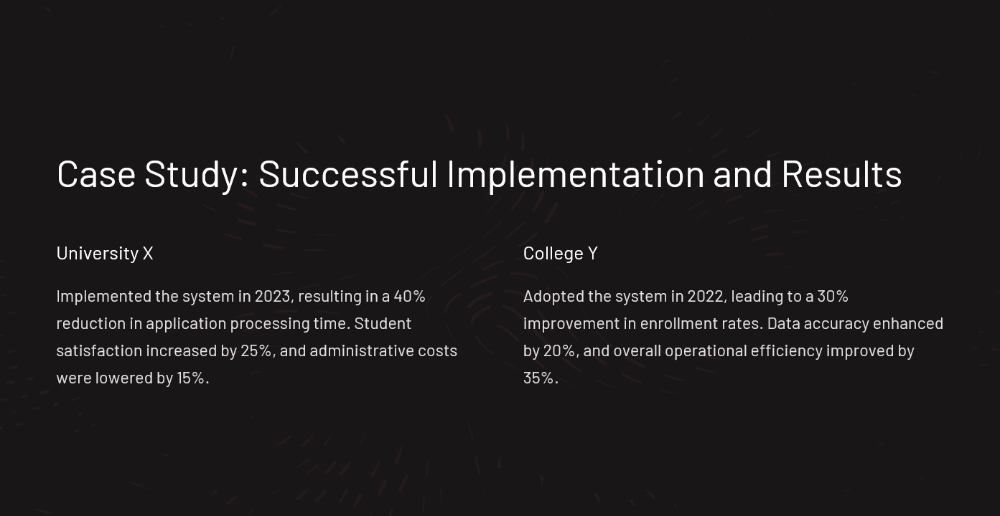 Case Study: Successful Implementation and Results
University X
Implemented the system in 2023, resulting in a 40%
reduction in application processing time. Student
satisfaction increased by 25%, and administrative costs
were lowered by 15%.
College Y
Adopted the system in 2022, leading to a 30%
improvement in enrollment rates. Data accuracy enhanced
by 20%, and overall operational efficiency improved by
35%.